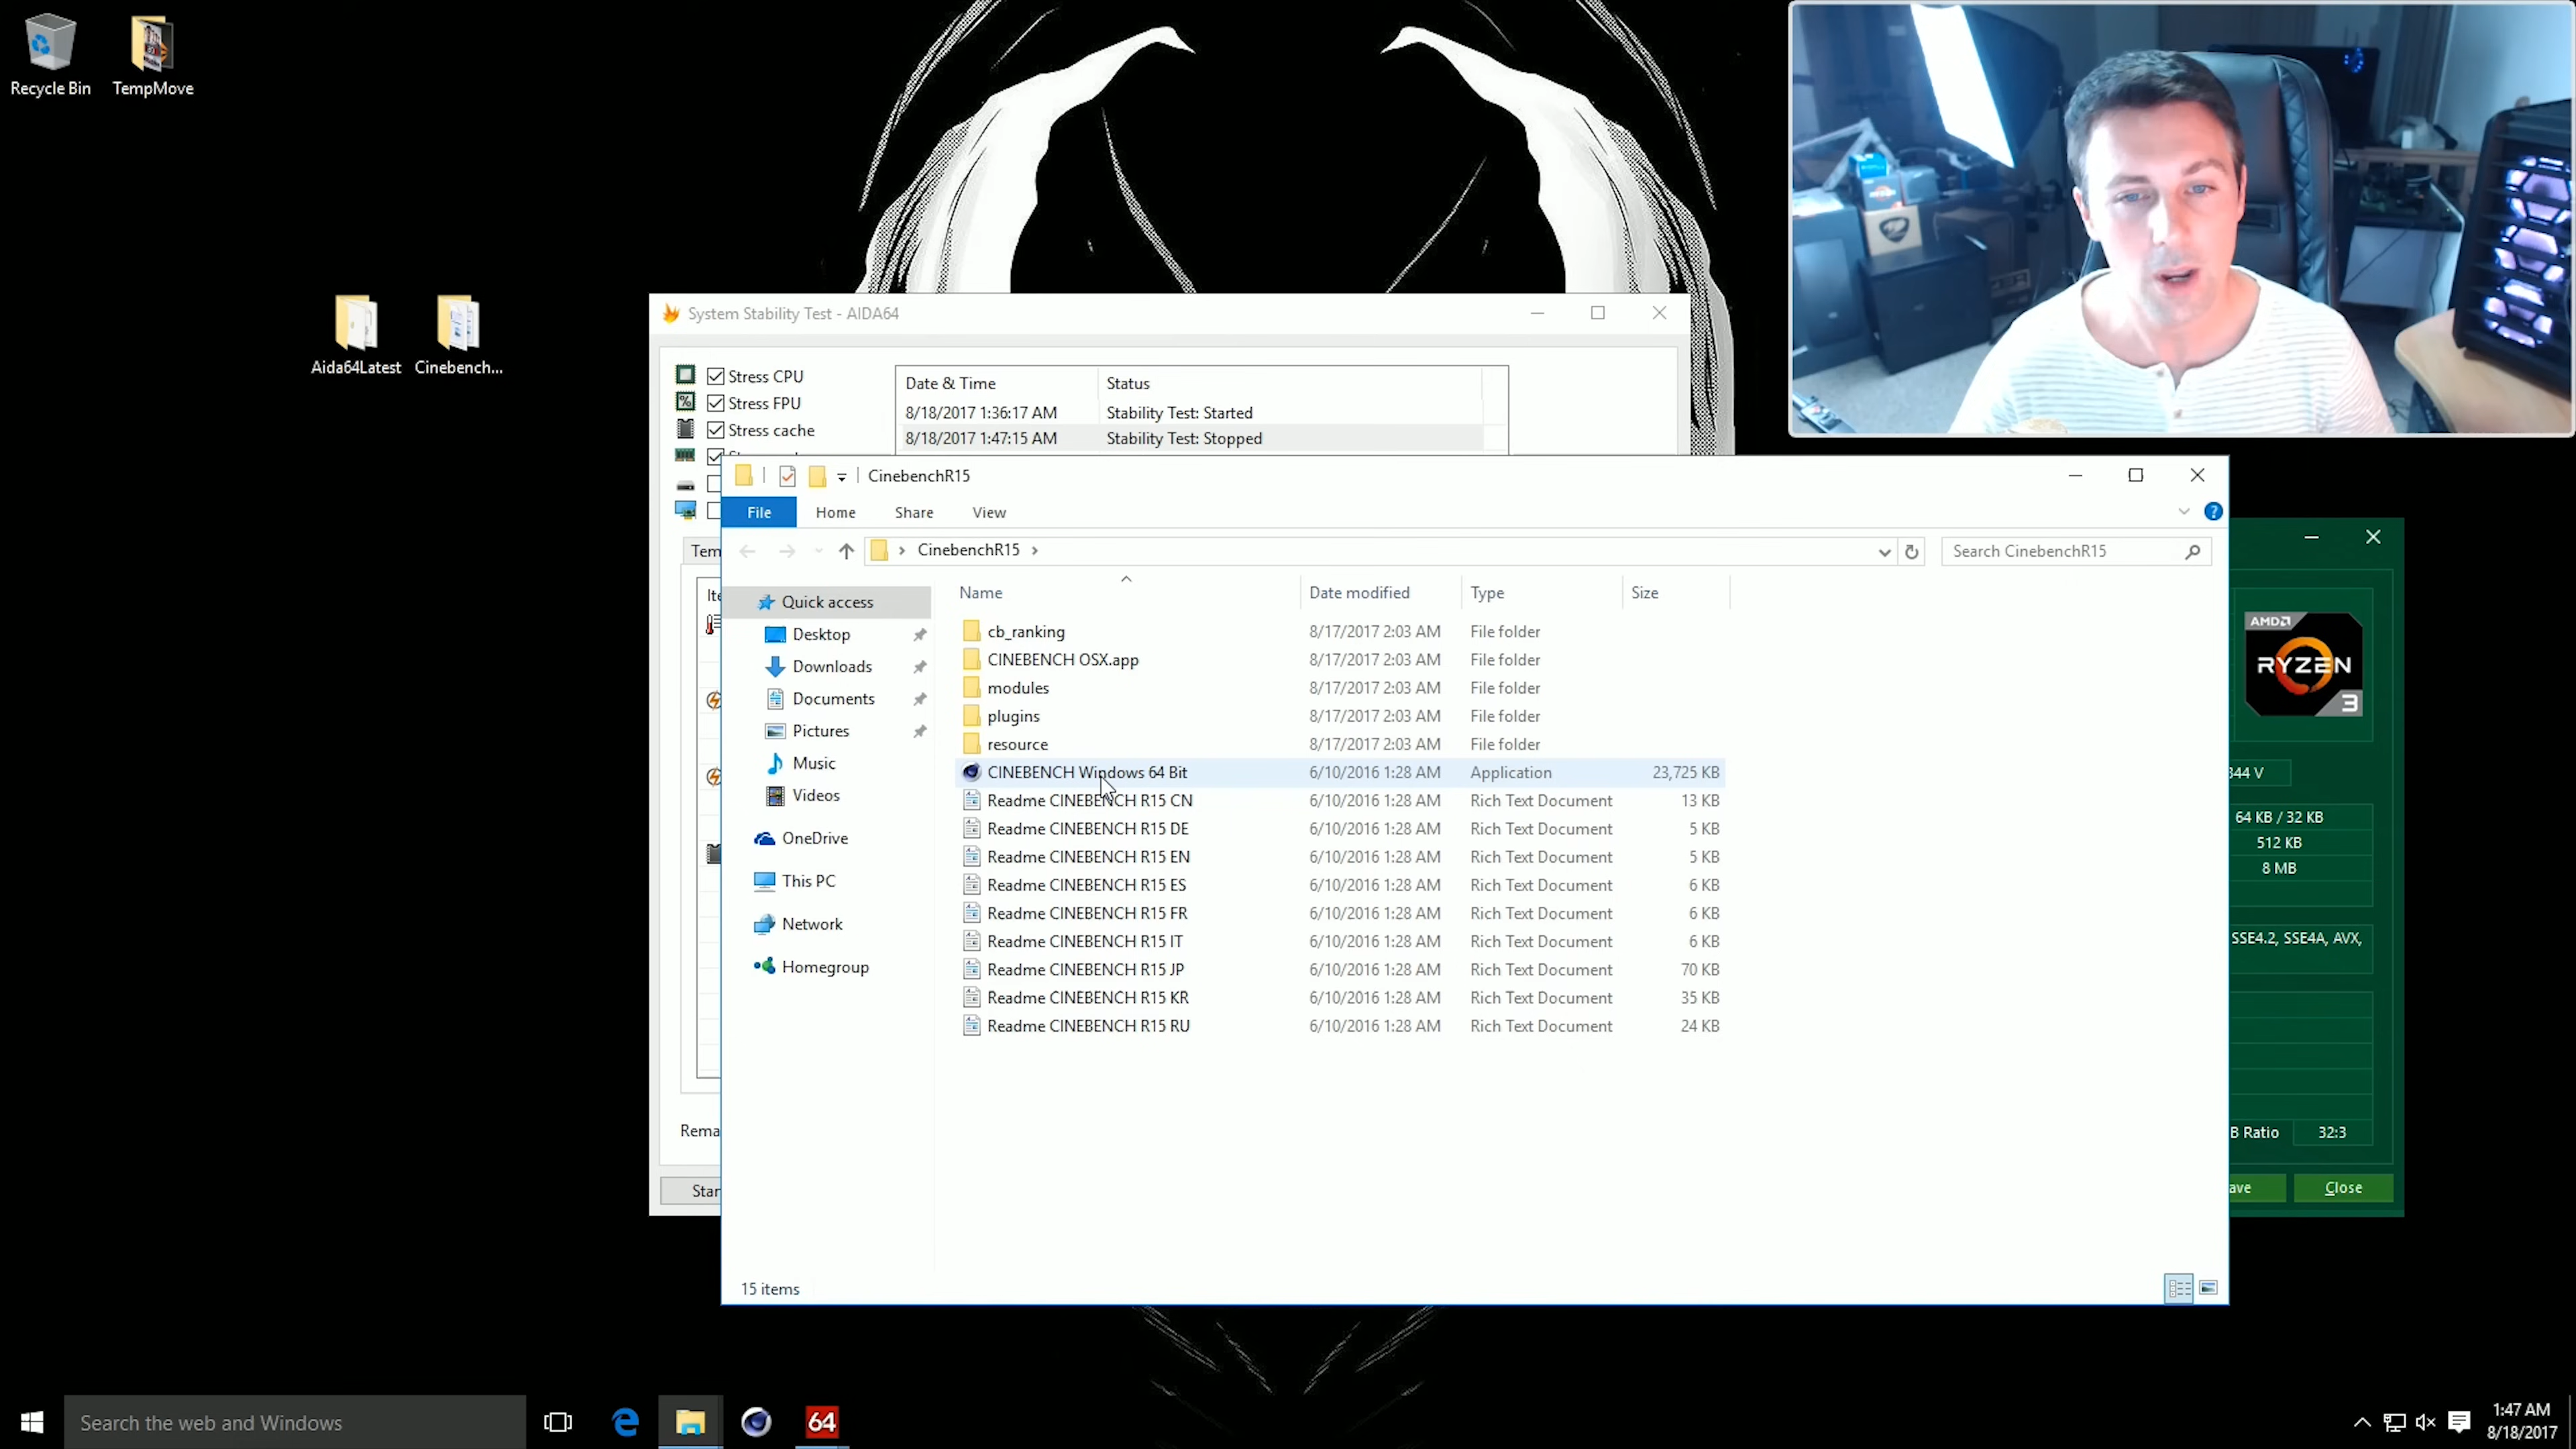 Recycle Bin
TempMove
Aida64Latest
Cinebench...
System Stability Test - AIDA64
Stress CPU
Stress FPU
Stress cache
Date & Time Status
8/18/2017 1:36:17 AM Stability Test: Started
8/18/2017 1:47:15 AM Stability Test: Stopped
CinebenchR15
File Home Share View
CinebenchR15
Search CinebenchR15
Name Date modified Type Size
Quick access
Desktop
Downloads
Documents
Pictures
Music
Videos
OneDrive
This PC
Network
Homegroup
cb_ranking 8/17/2017 2:03 AM File folder
CINEBENCH OSX.app 8/17/2017 2:03 AM File folder
modules 8/17/2017 2:03 AM File folder
plugins 8/17/2017 2:03 AM File folder
resource 8/17/2017 2:03 AM File folder
CINEBENCH Windows 64 Bit 6/10/2016 1:28 AM Application 23,725 KB
Readme CINEBENCH R15 CN 6/10/2016 1:28 AM Rich Text Document 13 KB
Readme CINEBENCH R15 DE 6/10/2016 1:28 AM Rich Text Document 5 KB
Readme CINEBENCH R15 EN 6/10/2016 1:28 AM Rich Text Document 5 KB
Readme CINEBENCH R15 ES 6/10/2016 1:28 AM Rich Text Document 6 KB
Readme CINEBENCH R15 FR 6/10/2016 1:28 AM Rich Text Document 6 KB
Readme CINEBENCH R15 IT 6/10/2016 1:28 AM Rich Text Document 6 KB
Readme CINEBENCH R15 JP 6/10/2016 1:28 AM Rich Text Document 70 KB
Readme CINEBENCH R15 KR 6/10/2016 1:28 AM Rich Text Document 35 KB
Readme CINEBENCH R15 RU 6/10/2016 1:28 AM Rich Text Document 24 KB
15 items
Tem
Ite
Rema
Star
AMD
RYZEN
3
344 V
64 KB / 32 KB
512 KB
8 MB
SSE4.2, SSE4A, AVX,
B Ratio 32:3
ave Close
Search the web and Windows
64
1:47 AM
8/18/2017